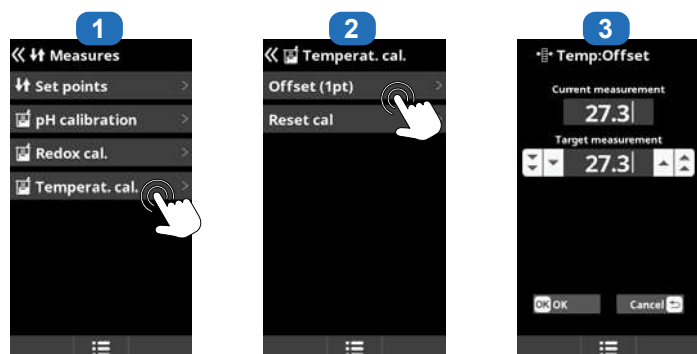 1
« Measures
Set points >
pH calibration >
Redox cal. >
Temperat. cal. >
2
« Temperat. cal.
Offset (1pt) >
Reset cal
3
Temp:Offset
Current measurement
27.3
Target measurement
27.3
OK OK Cancel